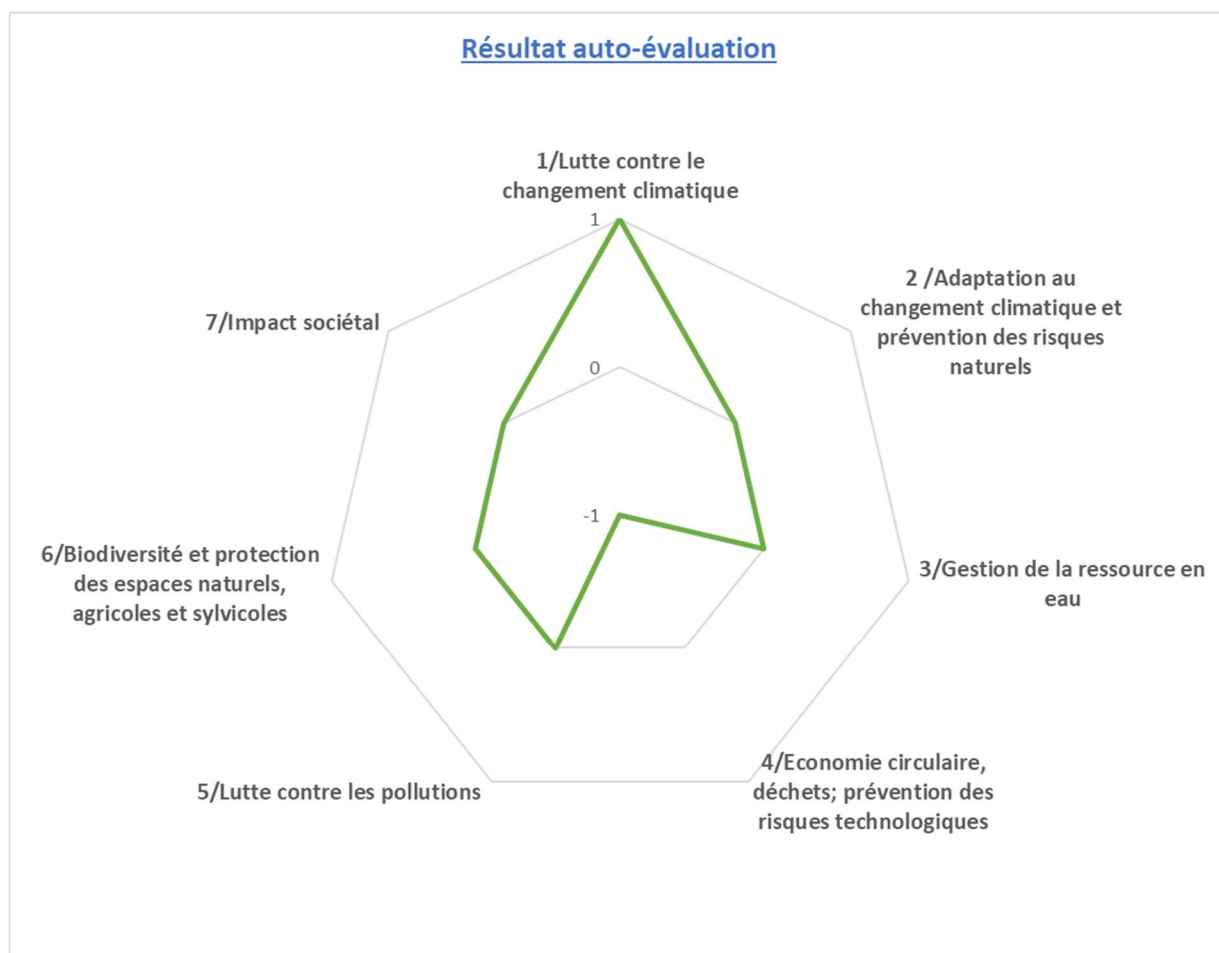 Résultat auto-évaluation
1/Lutte contre le
changement climatique
1
2 /Adaptation au
changement climatique et
prévention des risques
naturels
7/Impact sociétal
0
-1
6/Biodiversité et protection
des espaces naturels,
agricoles et sylvicoles
3/Gestion de la ressource en
eau
5/Lutte contre les pollutions
4/Economie circulaire,
déchets; prévention des
risques technologiques